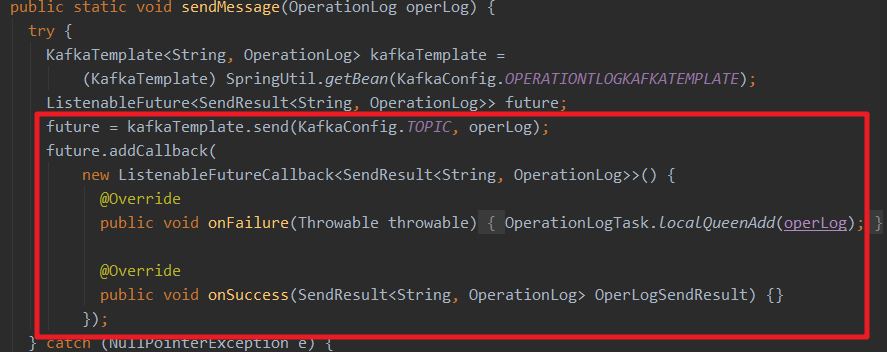 public static void sendMessage(OperationLog operLog) {
try {
KafkaTemplate<String, OperationLog> kafkaTemplate =
(KafkaTemplate) SpringUtil.getBean(KafkaConfig.OPERATIONTLOGKAFKATEMPLATE);
ListenableFuture<SendResult<String, OperationLog>> future;
future = kafkaTemplate.send(KafkaConfig.TOPIC, operLog);
future.addCallback(
new ListenableFutureCallback<SendResult<String, OperationLog>>() {
@Override
public void onFailure(Throwable throwable) { OperationLogTask.localQueenAdd(operLog); }
@Override
public void onSuccess(SendResult<String, OperationLog> OperLogSendResult) {}
});
} catch (NullPointerException e) {